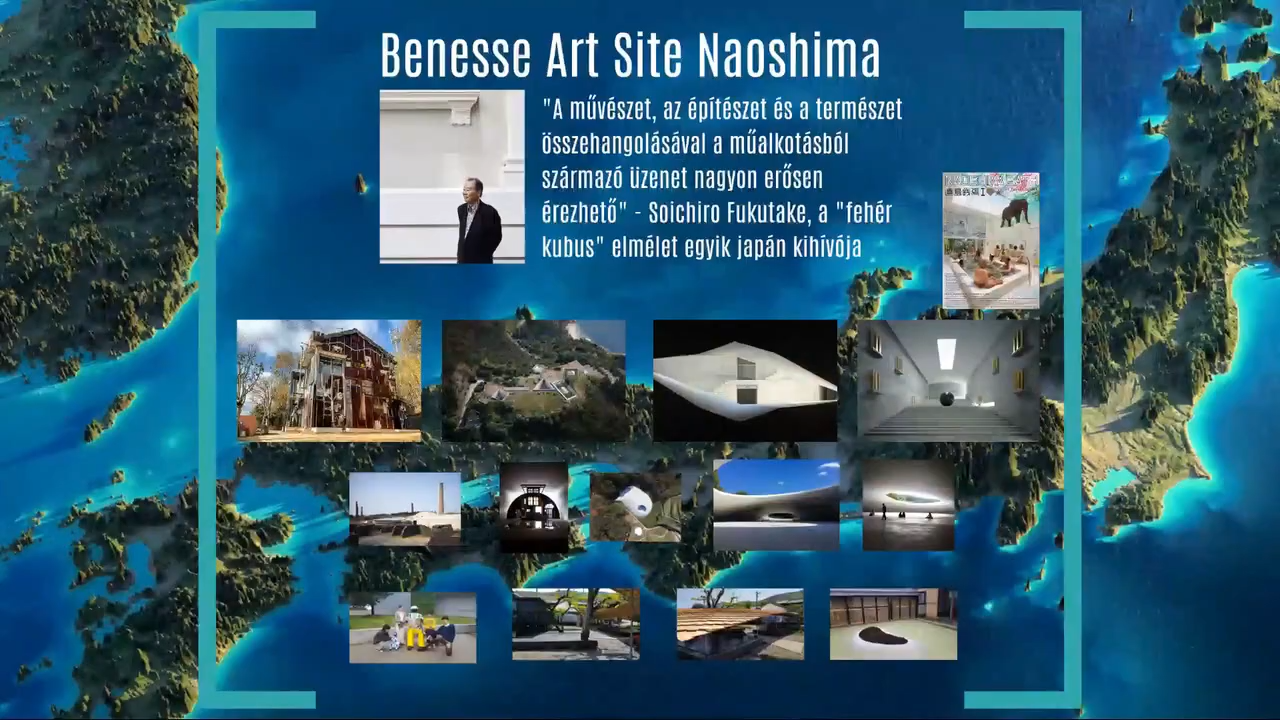 Benesse Art Site Naoshima
"A művészet, az építészet és a természet
összehangolásával a műalkotásból
származó üzenet nagyon erősen
érezhető" - Soichiro Fukutake, a "fehér
kubus" elmélet egyik japán kihívója